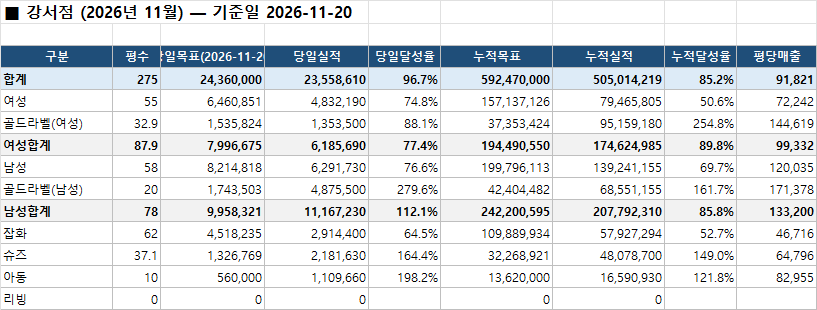 ■ 강서점 (2026년 11월) — 기준일 2026-11-20
구분 평수 당일목표(2026-11-20 당일실적 당일달성율 누적목표 누적실적 누적달성율 평당매출
합계 275 24,360,000 23,558,610 96.7% 592,470,000 505,014,219 85.2% 91,821
여성 55 6,460,851 4,832,190 74.8% 157,137,126 79,465,805 50.6% 72,242
골드라벨(여성) 32.9 1,535,824 1,353,500 88.1% 37,353,424 95,159,180 254.8% 144,619
여성합계 87.9 7,996,675 6,185,690 77.4% 194,490,550 174,624,985 89.8% 99,332
남성 58 8,214,818 6,291,730 76.6% 199,796,113 139,241,155 69.7% 120,035
골드라벨(남성) 20 1,743,503 4,875,500 279.6% 42,404,482 68,551,155 161.7% 171,378
남성합계 78 9,958,321 11,167,230 112.1% 242,200,595 207,792,310 85.8% 133,200
잡화 62 4,518,235 2,914,400 64.5% 109,889,934 57,927,294 52.7% 46,716
슈즈 37.1 1,326,769 2,181,630 164.4% 32,268,921 48,078,700 149.0% 64,796
아동 10 560,000 1,109,660 198.2% 13,620,000 16,590,930 121.8% 82,955
리빙 0 0 0 0 0